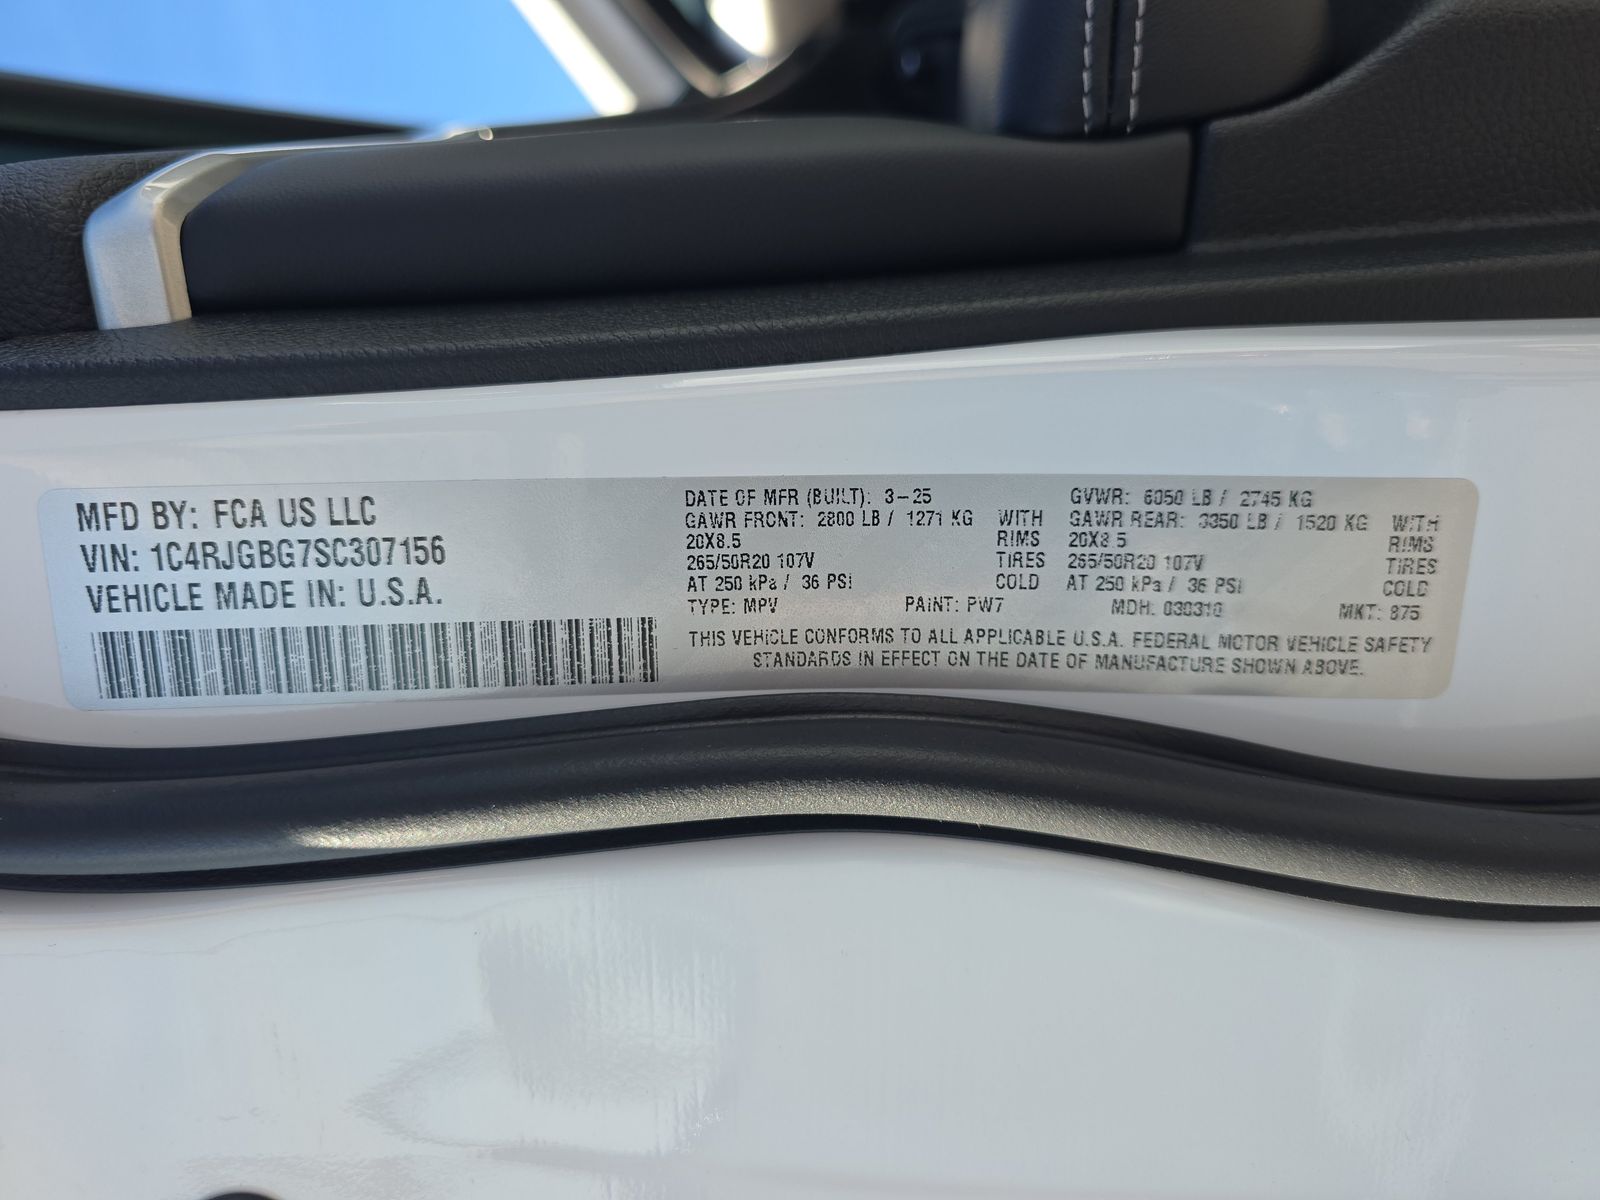 MFD BY: FCA US LLC
VIN: 1C4RJGBG7SC307156
VEHICLE MADE IN: U.S.A.
DATE OF MFR (BUILT): 3-25
GAWR FRONT: 2800 LB / 1271 KG WITH
20X8.5 RIMS
265/50R20 107V TIRES
AT 250 kPa / 36 PSI COLD
GVWR: 6050 LB / 2745 KG
GAWR REAR: 3350 LB / 1520 KG WITH
20X8.5 RIMS
265/50R20 107V TIRES
AT 250 kPa / 36 PSI COLD
TYPE: MPV PAINT: PW7 MDH: 030310 MKT: 875
THIS VEHICLE CONFORMS TO ALL APPLICABLE U.S.A. FEDERAL MOTOR VEHICLE SAFETY
STANDARDS IN EFFECT ON THE DATE OF MANUFACTURE SHOWN ABOVE.